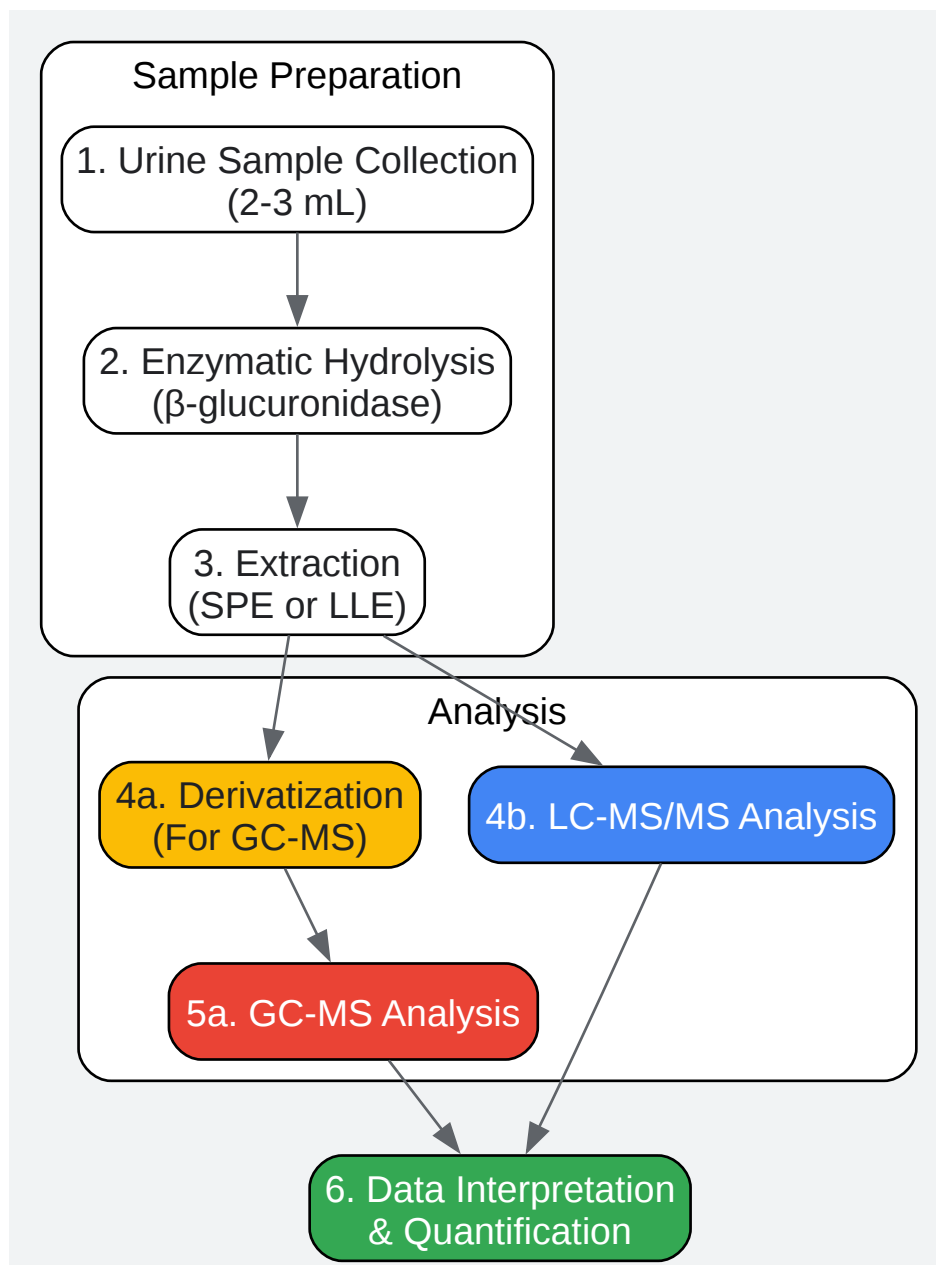 Sample Preparation
1. Urine Sample Collection
(2-3 mL)
2. Enzymatic Hydrolysis
(β-glucuronidase)
3. Extraction
(SPE or LLE)
Analysis
4a. Derivatization
(For GC-MS)
4b. LC-MS/MS Analysis
5a. GC-MS Analysis
6. Data Interpretation
& Quantification